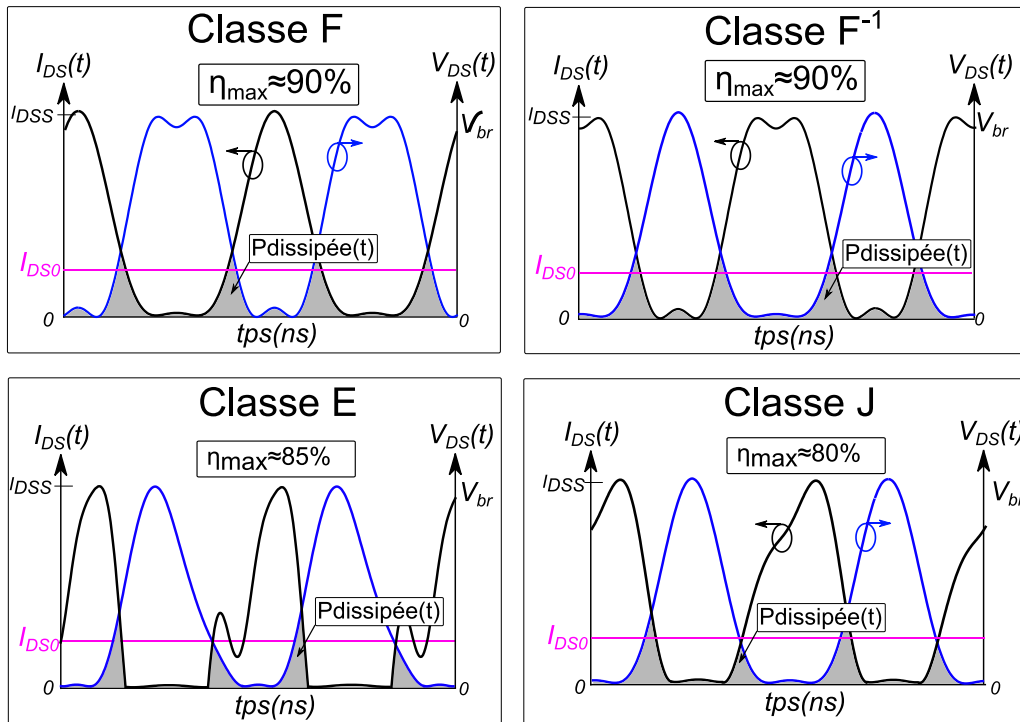 Classe F
I_DS(t)
V_DS(t)
η_max≈90%
I_DSS
V_br
Pdissipée(t)
I_DS0
0
0
tps(ns)
Classe F^-1
I_DS(t)
V_DS(t)
η_max≈90%
I_DSS
V_br
Pdissipée(t)
I_DS0
0
0
tps(ns)
Classe E
I_DS(t)
V_DS(t)
η_max≈85%
I_DSS
V_br
Pdissipée(t)
I_DS0
0
0
tps(ns)
Classe J
I_DS(t)
V_DS(t)
η_max≈80%
I_DSS
V_br
Pdissipée(t)
I_DS0
0
0
tps(ns)